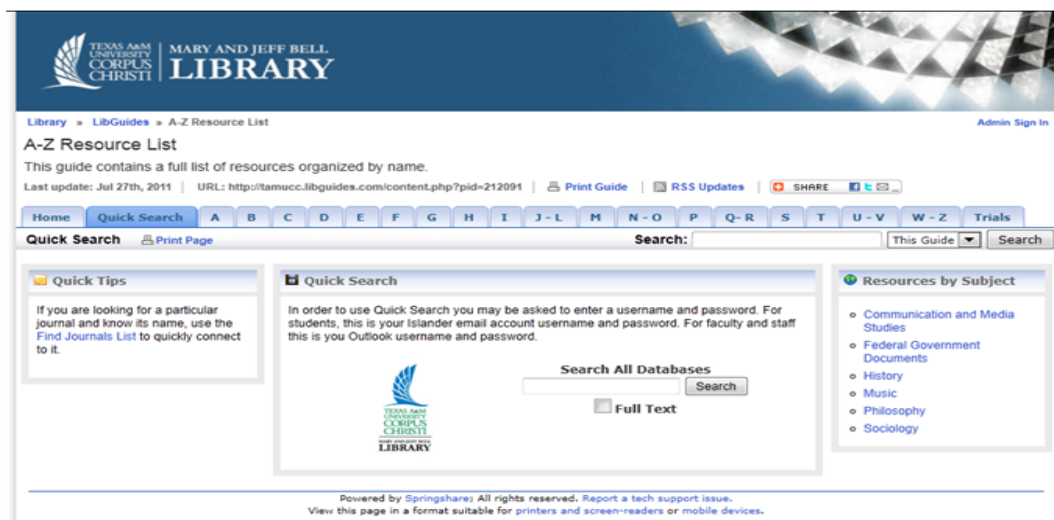 TEXAS A&M
UNIVERSITY
CORPUS
CHRISTI
MARY AND JEFF BELL
LIBRARY
Library » LibGuides » A-Z Resource List
Admin Sign In
A-Z Resource List
This guide contains a full list of resources organized by name.
Last update: Jul 27th, 2011 | URL: http://tamucc.libguides.com/content.php?pid=212091 | Print Guide | RSS Updates | SHARE
Home Quick Search A B C D E F G H I J - L M N - O P Q- R S T U - V W - Z Trials
Quick Search Print Page Search: This Guide Search
Quick Tips
If you are looking for a particular
journal and know its name, use the
Find Journals List to quickly connect
to it.
Quick Search
In order to use Quick Search you may be asked to enter a username and password. For
students, this is your Islander email account username and password. For faculty and staff
this is you Outlook username and password.
TEXAS A&M
UNIVERSITY
CORPUS
CHRISTI
MARY AND JEFF BELL
LIBRARY
Search All Databases
Search
Full Text
Resources by Subject
Communication and Media
Studies
Federal Government
Documents
History
Music
Philosophy
Sociology
Powered by Springshare; All rights reserved. Report a tech support issue.
View this page in a format suitable for printers and screen-readers or mobile devices.